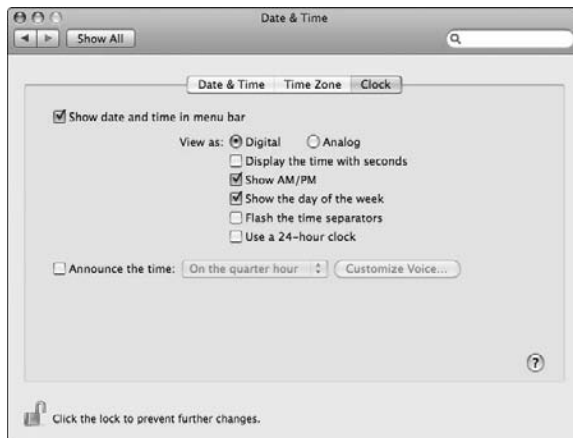 Date & Time
Show All
Date & Time Time Zone Clock
Show date and time in menu bar
View as: Digital Analog
Display the time with seconds
Show AM/PM
Show the day of the week
Flash the time separators
Use a 24-hour clock
Announce the time: On the quarter hour Customize Voice...
?
Click the lock to prevent further changes.